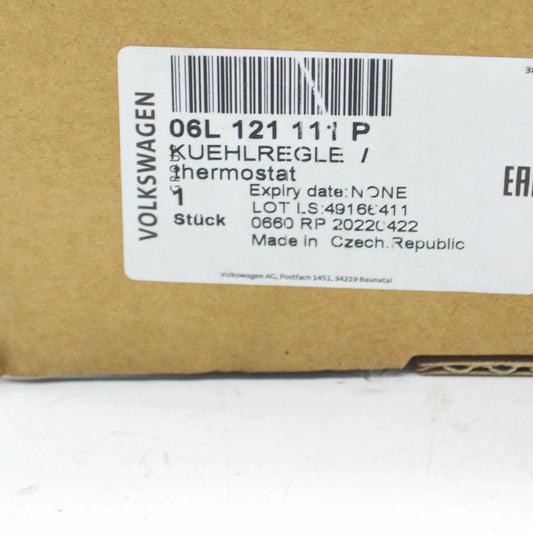 VOLKSWAGEN
06L 121 111 P
KUEHLREGLE /
thermostat
1
Stück
Expiry date: NONE
LOT LS:49166411
0660 RP 20220422
Made in Czech.Republic
Volkswagen AG, Postfach 1451, 34219 Baunatal